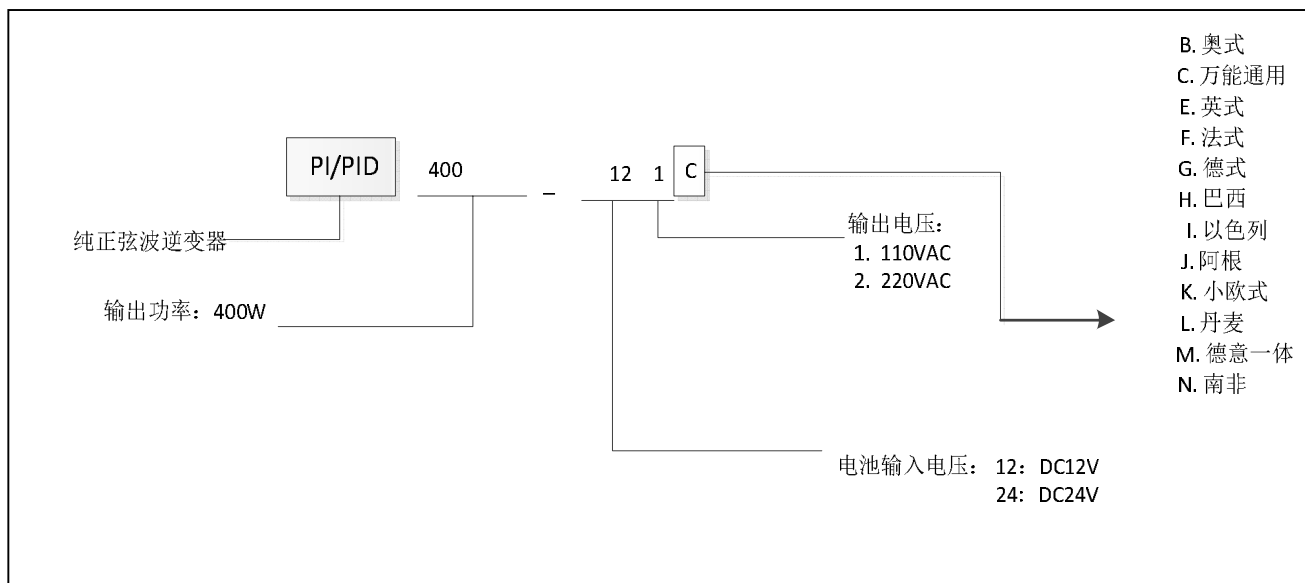 B. 奥式
C. 万能通用
E. 英式
F. 法式
G. 德式
H. 巴西
I. 以色列
J. 阿根
K. 小欧式
L. 丹麦
M. 德意一体
N. 南非
PI/PID 400 – 12 1 C
纯正弦波逆变器
输出功率：400W
输出电压：
1. 110VAC
2. 220VAC
电池输入电压：12：DC12V
24：DC24V